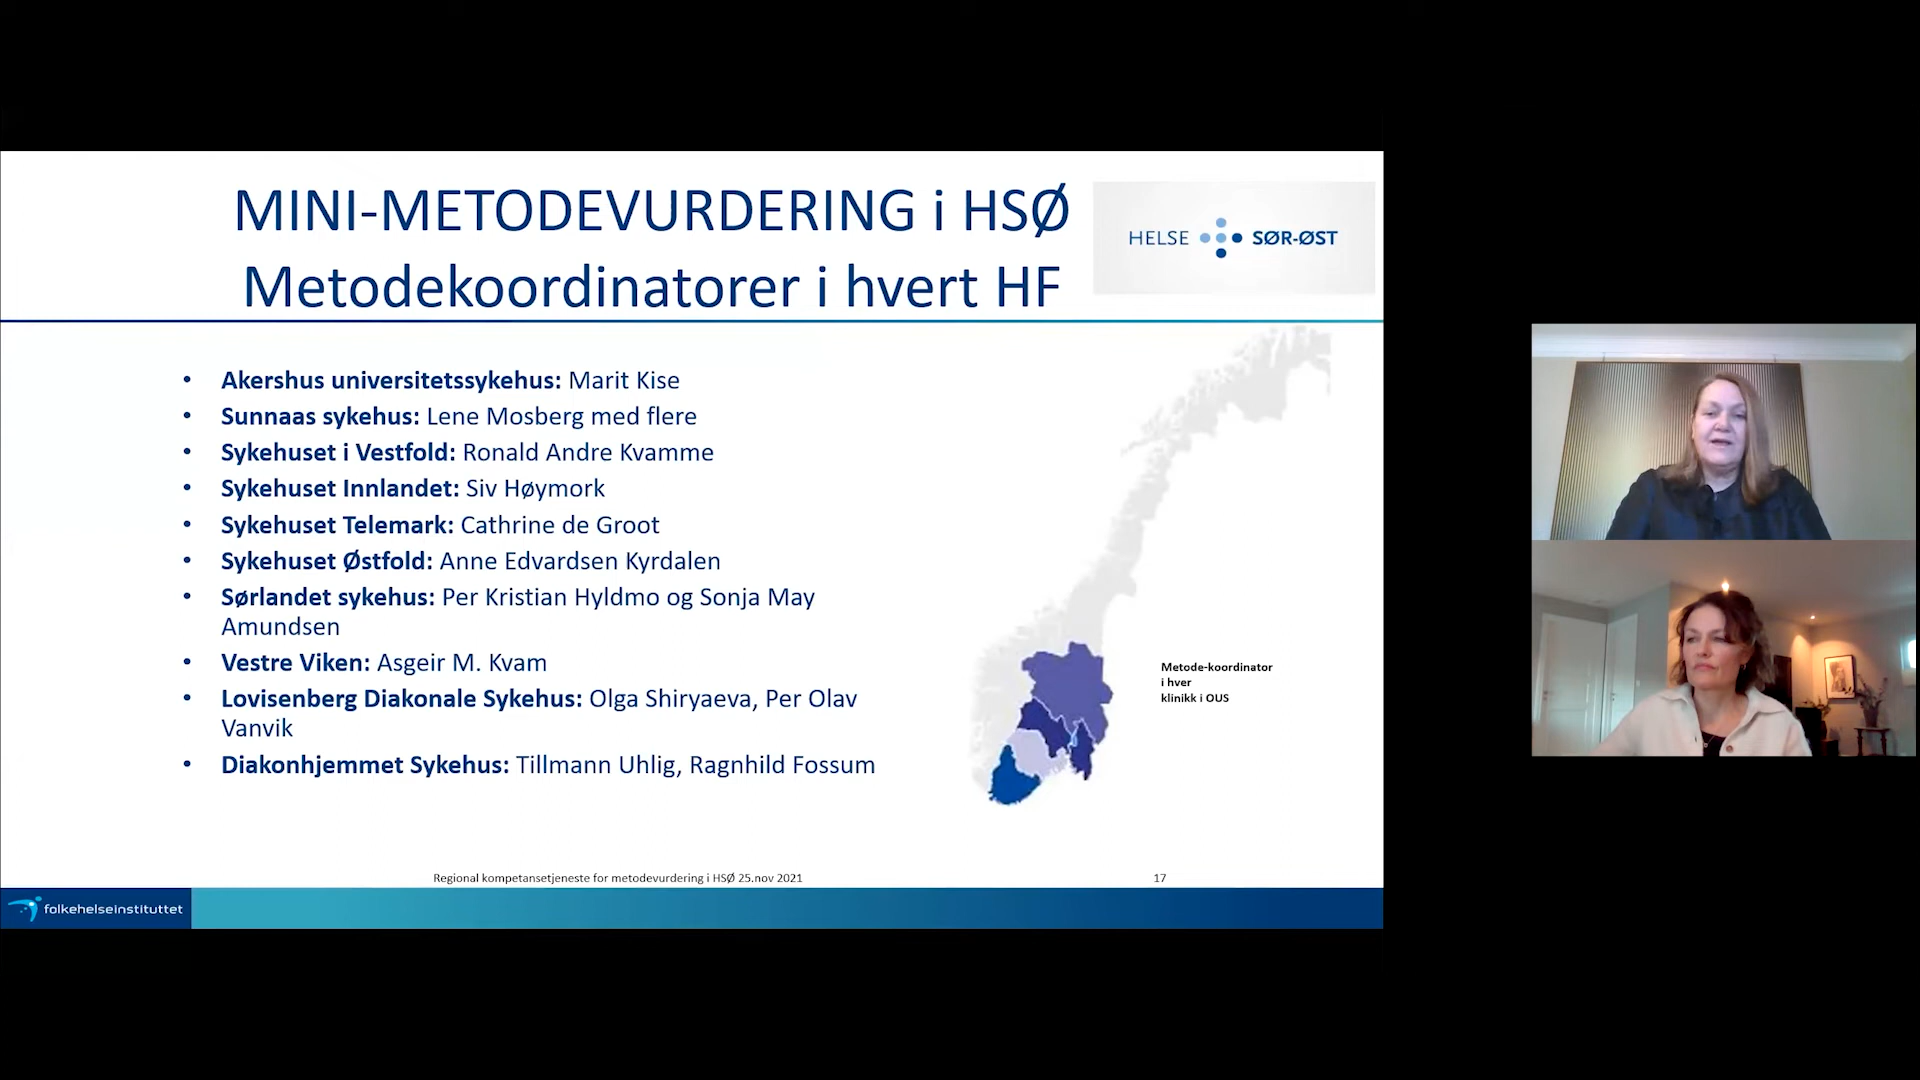 MINI-METODEVURDERING i HSØ
Metodekoordinatorer i hvert HF
HELSE SØR-ØST
• Akershus universitetssykehus: Marit Kise
• Sunnaas sykehus: Lene Mosberg med flere
• Sykehuset i Vestfold: Ronald Andre Kvamme
• Sykehuset Innlandet: Siv Høymork
• Sykehuset Telemark: Cathrine de Groot
• Sykehuset Østfold: Anne Edvardsen Kyrdalen
• Sørlandet sykehus: Per Kristian Hyldmo og Sonja May
Amundsen
• Vestre Viken: Asgeir M. Kvam
• Lovisenberg Diakonale Sykehus: Olga Shiryaeva, Per Olav
Vanvik
• Diakonhjemmet Sykehus: Tillmann Uhlig, Ragnhild Fossum
Metode-koordinator
i hver
klinikk i OUS
Regional kompetansetjeneste for metodevurdering i HSØ 25.nov 2021
17
folkehelseinstituttet